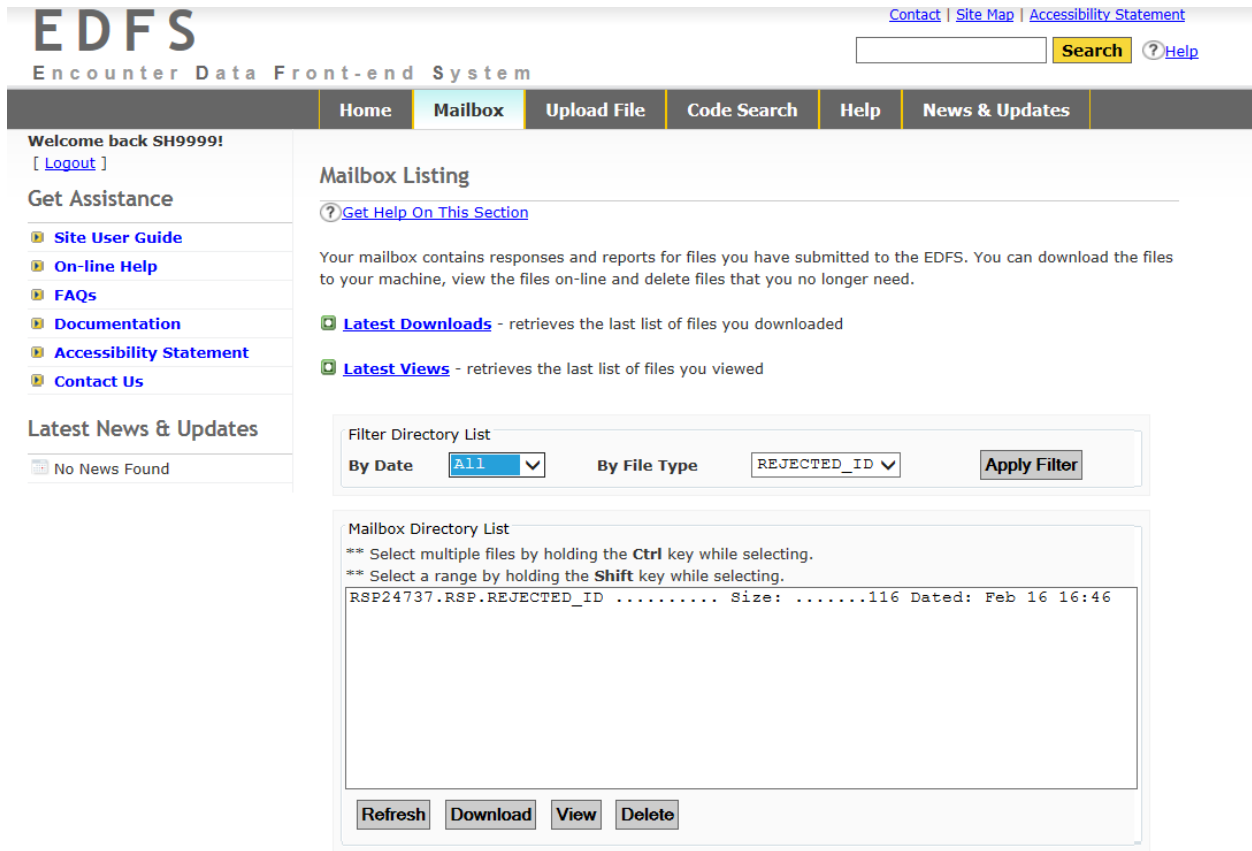 Contact | Site Map | Accessibility Statement
EDFS
Search ?Help
Encounter Data Front-end System
Home Mailbox Upload File Code Search Help News & Updates
Welcome back SH9999!
[ Logout ]
Get Assistance
Site User Guide
On-line Help
FAQs
Documentation
Accessibility Statement
Contact Us
Latest News & Updates
No News Found
Mailbox Listing
?Get Help On This Section
Your mailbox contains responses and reports for files you have submitted to the EDFS. You can download the files
to your machine, view the files on-line and delete files that you no longer need.
Latest Downloads - retrieves the last list of files you downloaded
Latest Views - retrieves the last list of files you viewed
Filter Directory List
By Date All By File Type REJECTED_ID Apply Filter
Mailbox Directory List
** Select multiple files by holding the Ctrl key while selecting.
** Select a range by holding the Shift key while selecting.
RSP24737.RSP.REJECTED_ID .......... Size: .......116 Dated: Feb 16 16:46
Refresh Download View Delete